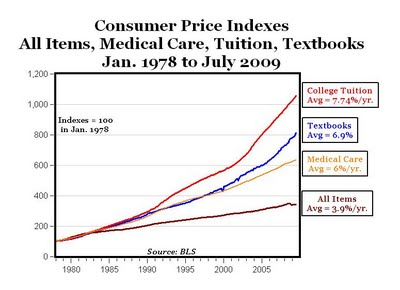 Consumer Price Indexes
All Items, Medical Care, Tuition, Textbooks
Jan. 1978 to July 2009
1,200
1,000
800
600
400
200
0
Indexes = 100
in Jan. 1978
College Tuition
Avg = 7.74%/yr.
Textbooks
Avg = 6.9%
Medical Care
Avg = 6%/yr.
All Items
Avg = 3.9%/yr.
Source: BLS
1980
1985
1990
1995
2000
2005